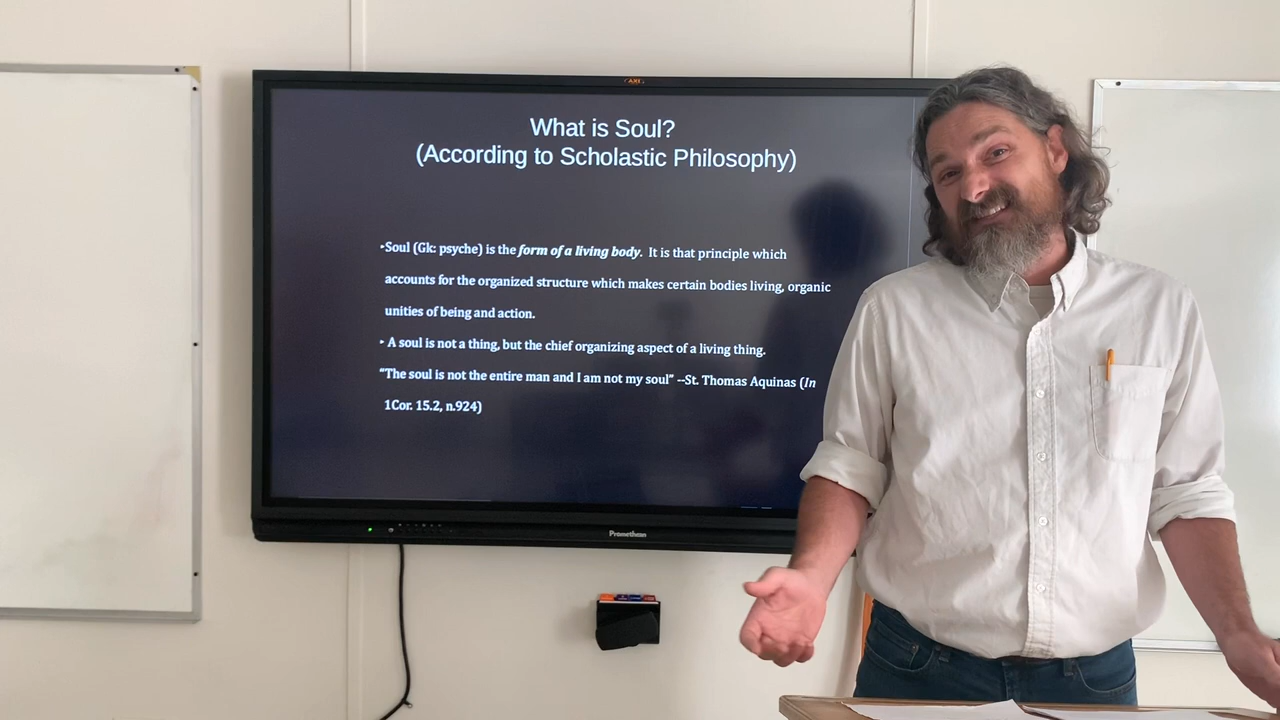 What is Soul?
(According to Scholastic Philosophy)
‣Soul (Gk: psyche) is the form of a living body. It is that principle which
accounts for the organized structure which makes certain bodies living, organic
unities of being and action.
‣ A soul is not a thing, but the chief organizing aspect of a living thing.
“The soul is not the entire man and I am not my soul” --St. Thomas Aquinas (In
1Cor. 15.2, n.924)
Promethean